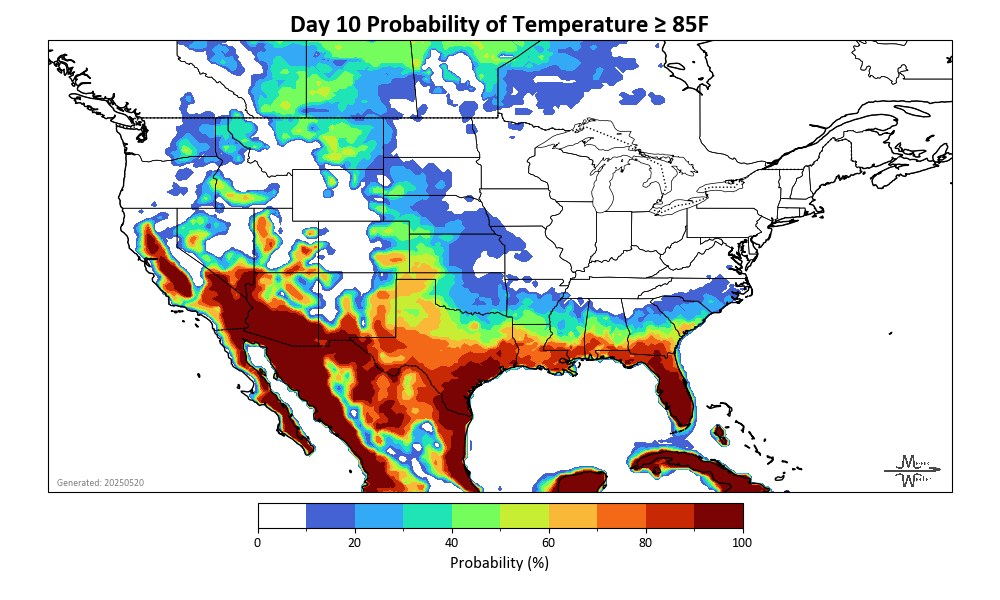 Day 10 Probability of Temperature ≥ 85F
Generated: 20250520
0 20 40 60 80 100
Probability (%)